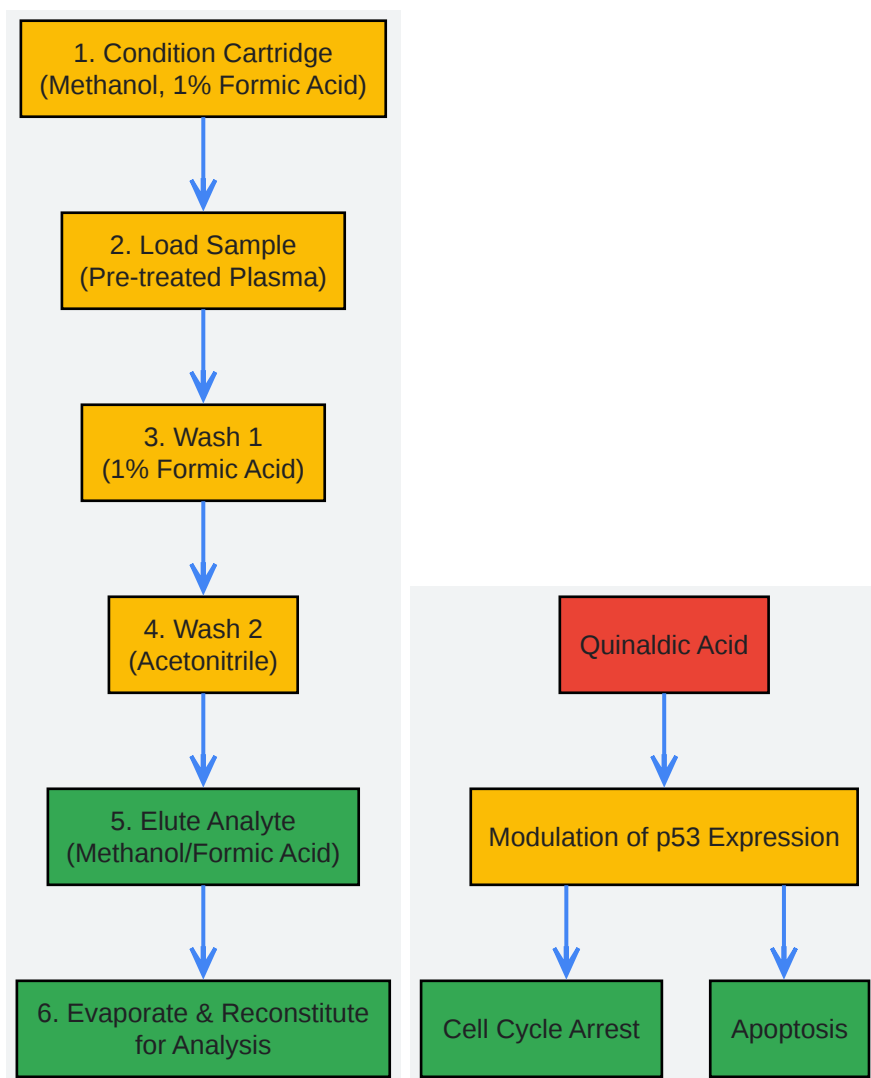 1. Condition Cartridge
(Methanol, 1% Formic Acid)
2. Load Sample
(Pre-treated Plasma)
3. Wash 1
(1% Formic Acid)
4. Wash 2
(Acetonitrile)
5. Elute Analyte
(Methanol/Formic Acid)
6. Evaporate & Reconstitute
for Analysis
Quinaldic Acid
Modulation of p53 Expression
Cell Cycle Arrest
Apoptosis